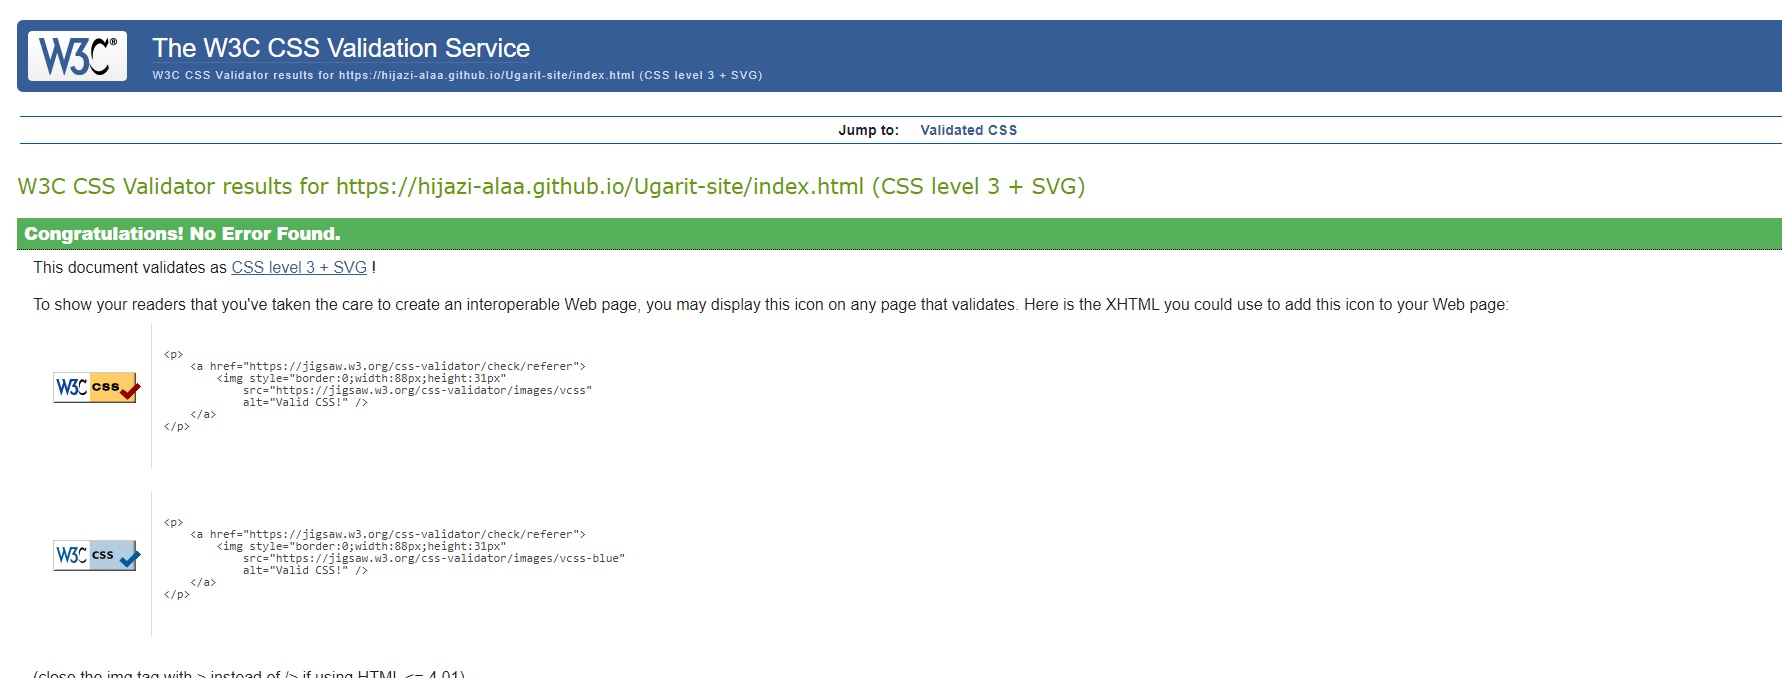 W3C®
The W3C CSS Validation Service
W3C CSS Validator results for https://hijazi-alaa.github.io/Ugarit-site/index.html (CSS level 3 + SVG)
Jump to: Validated CSS
W3C CSS Validator results for https://hijazi-alaa.github.io/Ugarit-site/index.html (CSS level 3 + SVG)
Congratulations! No Error Found.
This document validates as CSS level 3 + SVG !
To show your readers that you've taken the care to create an interoperable Web page, you may display this icon on any page that validates. Here is the XHTML you could use to add this icon to your Web page:
W3C css
<p>
<a href="https://jigsaw.w3.org/css-validator/check/referer">
<img style="border:0;width:88px;height:31px"
src="https://jigsaw.w3.org/css-validator/images/vcss"
alt="Valid CSS!" />
</a>
</p>
W3C css
<p>
<a href="https://jigsaw.w3.org/css-validator/check/referer">
<img style="border:0;width:88px;height:31px"
src="https://jigsaw.w3.org/css-validator/images/vcss-blue"
alt="Valid CSS!" />
</a>
</p>
(close the img tag with > instead of /> if using HTML <= 4.01)